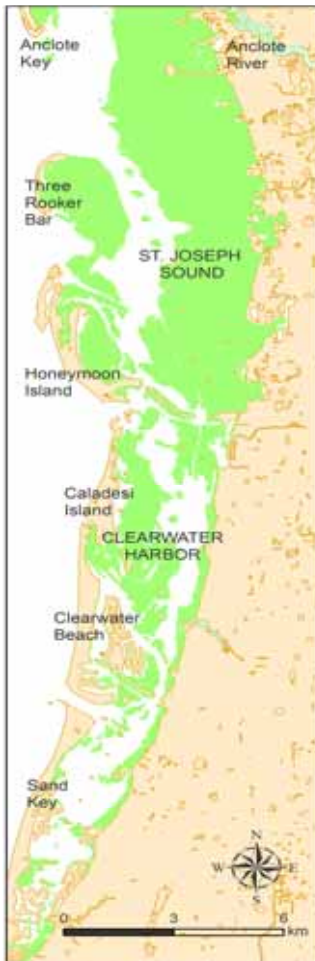 Anclote
Key
Anclote
River
Three
Rooker
Bar
ST. JOSEPH
SOUND
Honeymoon
Island
Caladesi
Island
CLEARWATER
HARBOR
Clearwater
Beach
Sand
Key
N
W E
S
0 3 6
km